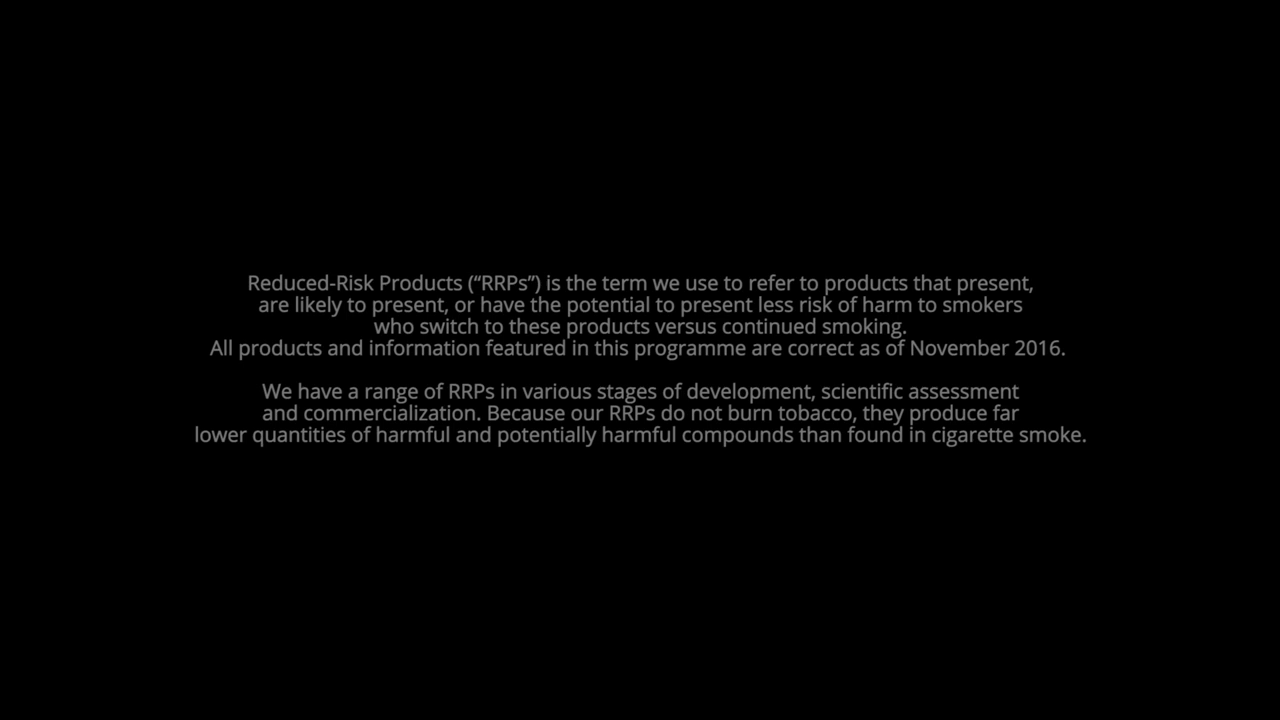 Reduced-Risk Products (“RRPs”) is the term we use to refer to products that present,
are likely to present, or have the potential to present less risk of harm to smokers
who switch to these products versus continued smoking.
All products and information featured in this programme are correct as of November 2016.
We have a range of RRPs in various stages of development, scientific assessment
and commercialization. Because our RRPs do not burn tobacco, they produce far
lower quantities of harmful and potentially harmful compounds than found in cigarette smoke.